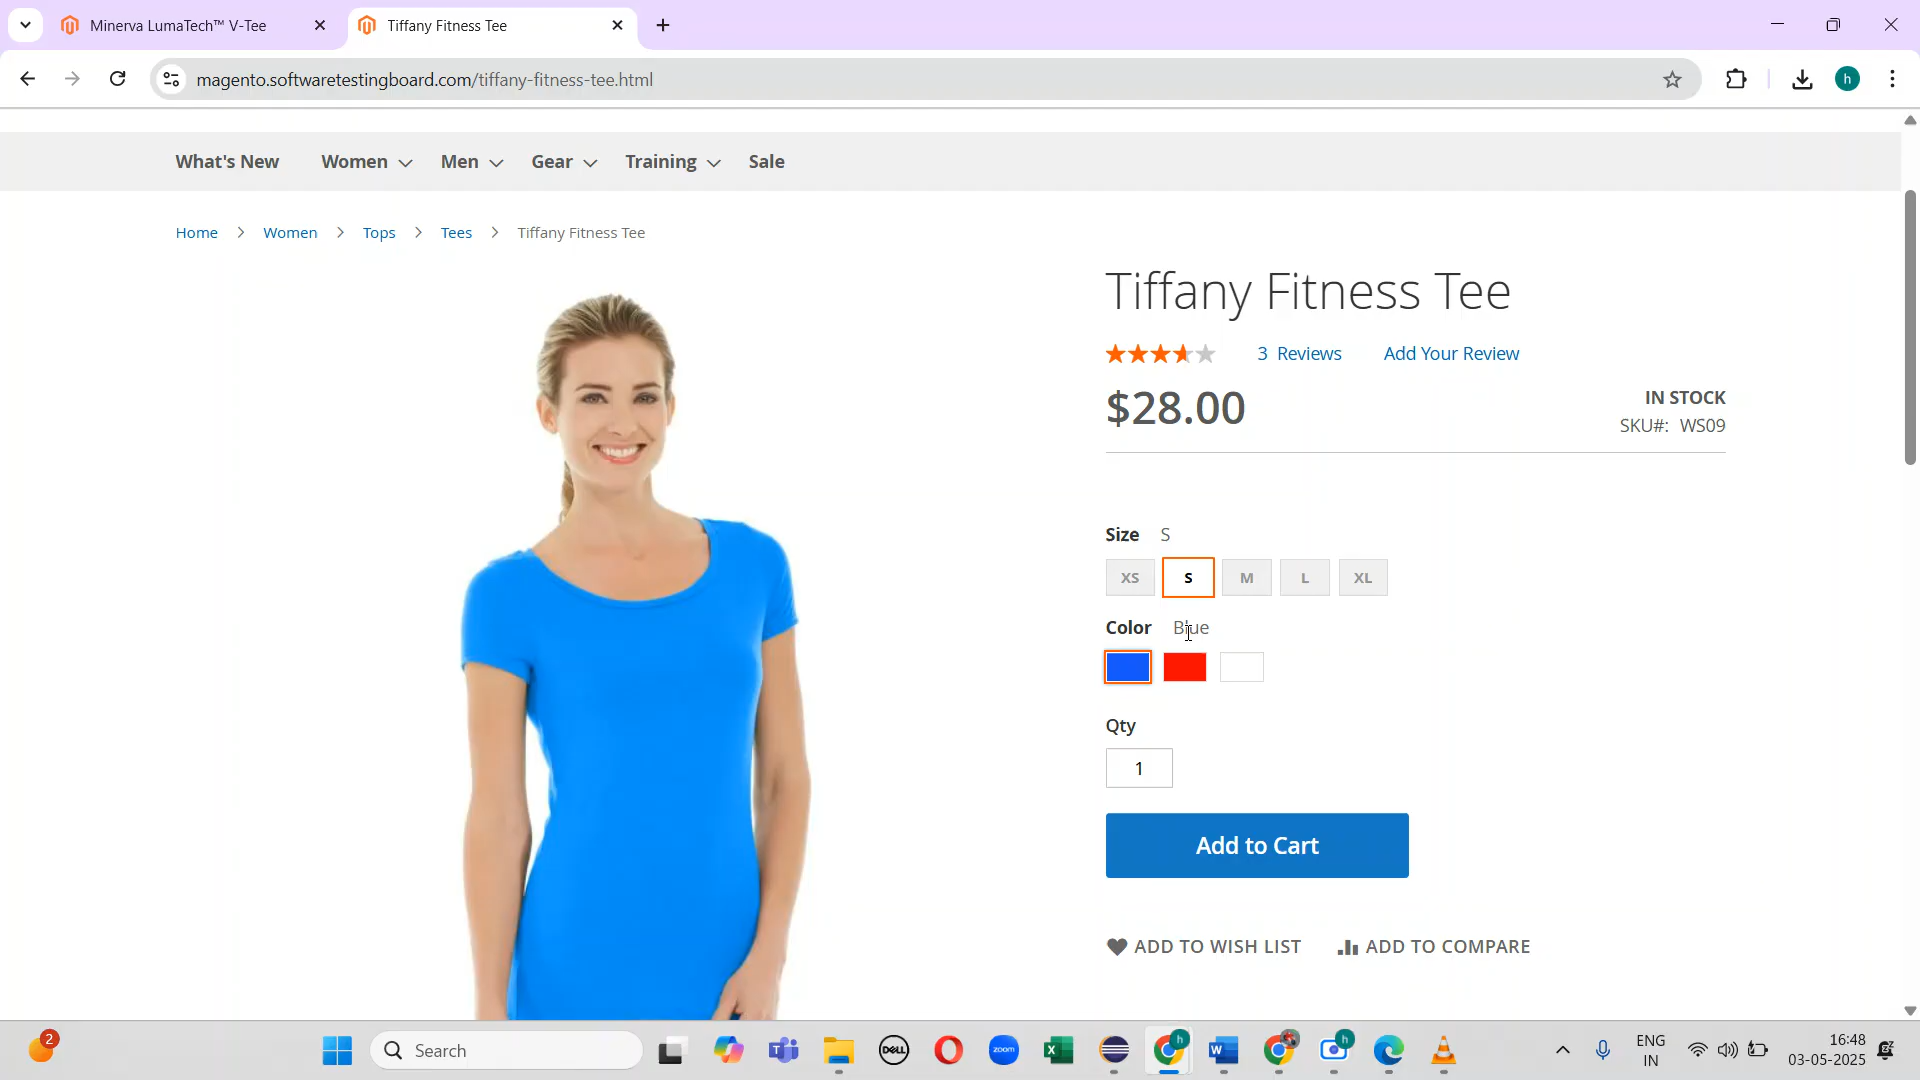 Minerva LumaTech™ V-Tee
Tiffany Fitness Tee
magento.softwaretestingboard.com/tiffany-fitness-tee.html
h
What's New Women Men Gear Training Sale
Home Women Tops Tees Tiffany Fitness Tee
Tiffany Fitness Tee
3 Reviews Add Your Review
$28.00
IN STOCK
SKU#: WS09
Size S
XS S M L XL
Color Blue
Qty
1
Add to Cart
ADD TO WISH LIST ADD TO COMPARE
2
Search
DELL
zoom
h
h
ENG
IN
16:48
03-05-2025